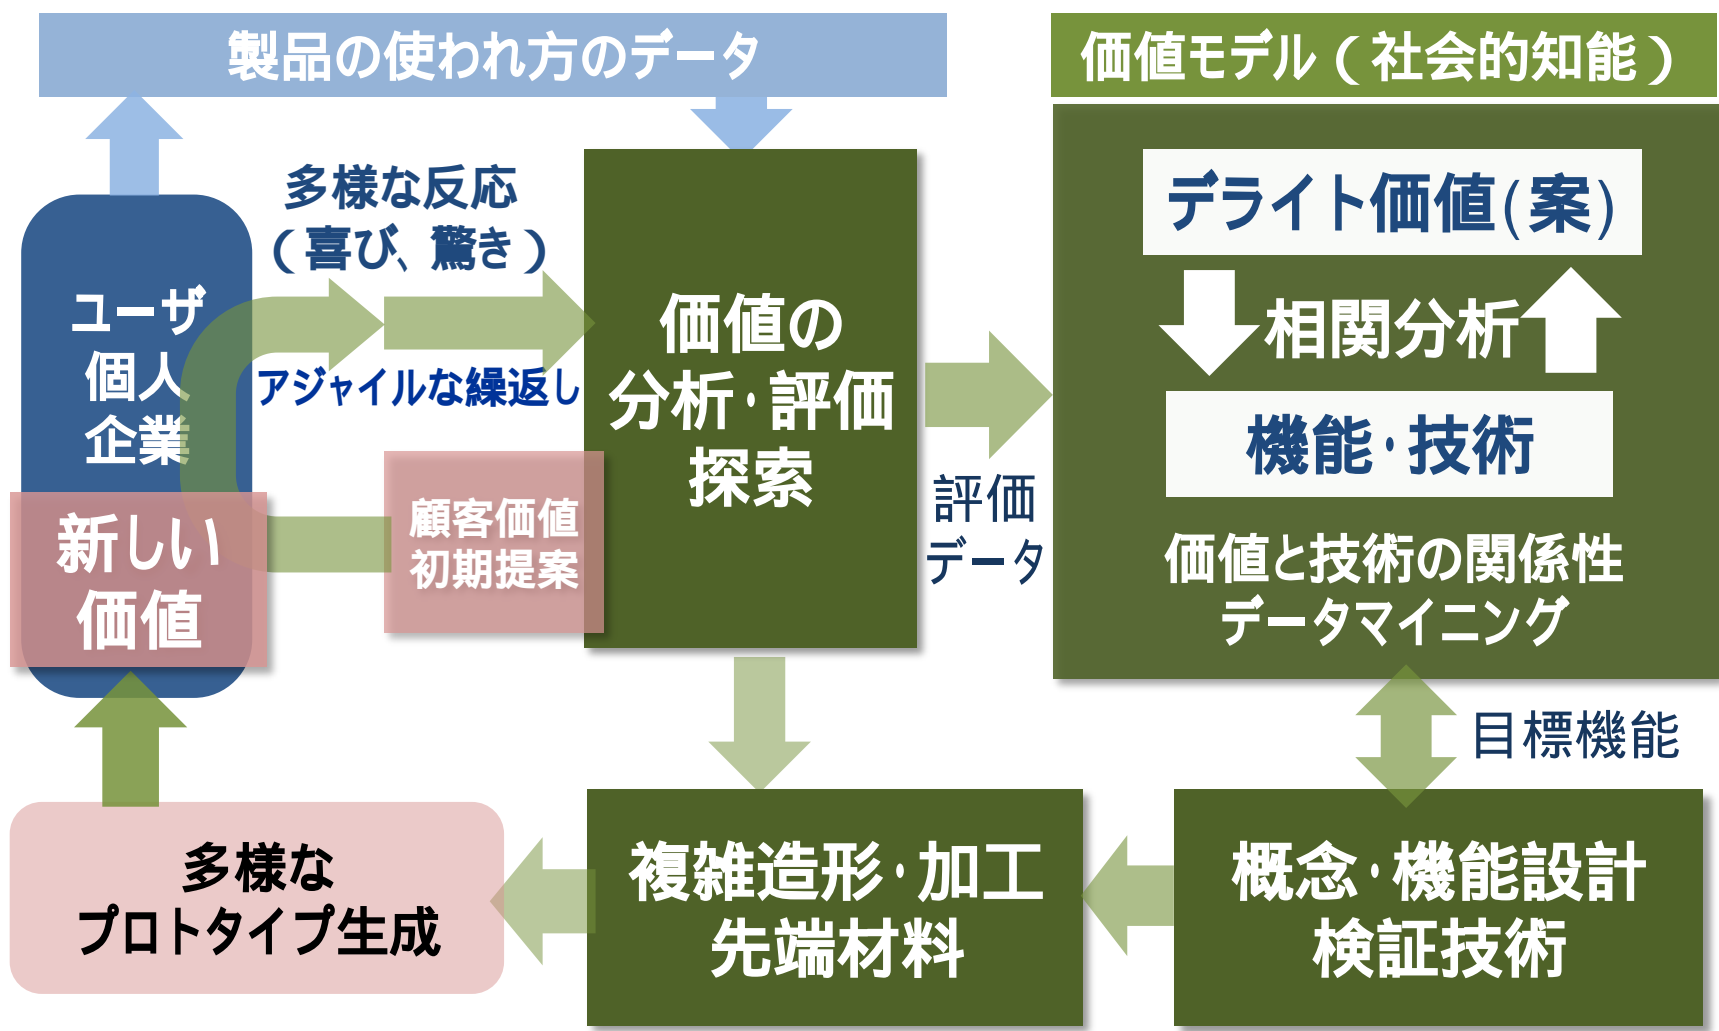 製品の使われ方のデータ
価値モデル（社会的知能）
多様な反応
（喜び、驚き）
ユーザ
個人
企業
アジャイルな繰返し
新しい
価値
顧客価値
初期提案
価値の
分析・評価
探索
評価
データ
デライト価値(案)
相関分析
機能・技術
価値と技術の関係性
データマイニング
目標機能
多様な
プロトタイプ生成
複雑造形・加工
先端材料
概念・機能設計
検証技術